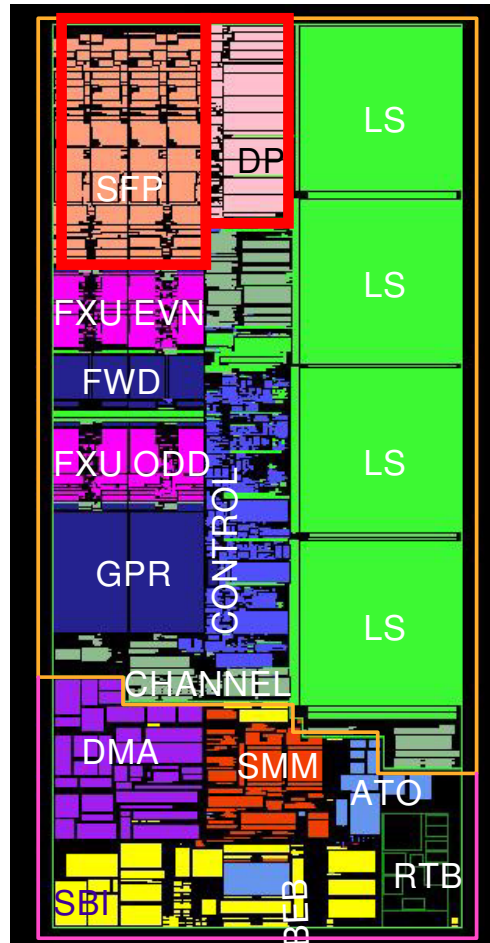 LS
DP
SFP
LS
FXU EVN
FWD
FXU ODD
LS
CONTROL
GPR
LS
CHANNEL
DMA
SMM
ATO
RTB
SBI
BEB